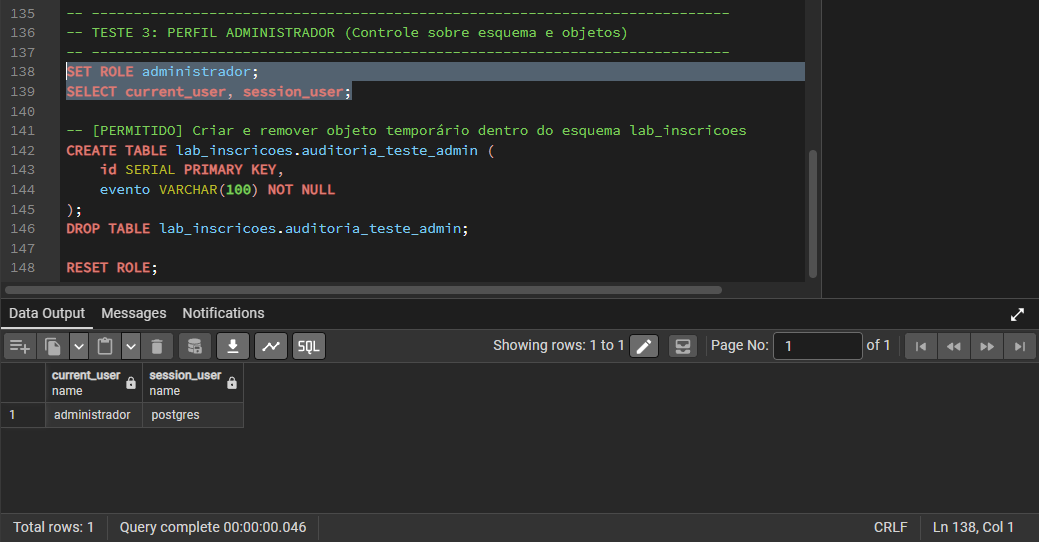 135 -- ----------------------------------------------------------------------------
136 -- TESTE 3: PERFIL ADMINISTRADOR (Controle sobre esquema e objetos)
137 -- ----------------------------------------------------------------------------
138 SET ROLE administrador;
139 SELECT current_user, session_user;
140
141 -- [PERMITIDO] Criar e remover objeto temporário dentro do esquema lab_inscricoes
142 CREATE TABLE lab_inscricoes.auditoria_teste_admin (
143     id SERIAL PRIMARY KEY,
144     evento VARCHAR(100) NOT NULL
145 );
146 DROP TABLE lab_inscricoes.auditoria_teste_admin;
147
148 RESET ROLE;
Data Output Messages Notifications
SQL Showing rows: 1 to 1 Page No: 1 of 1
current_user session_user
name name
1 administrador postgres
Total rows: 1 Query complete 00:00:00.046 CRLF Ln 138, Col 1